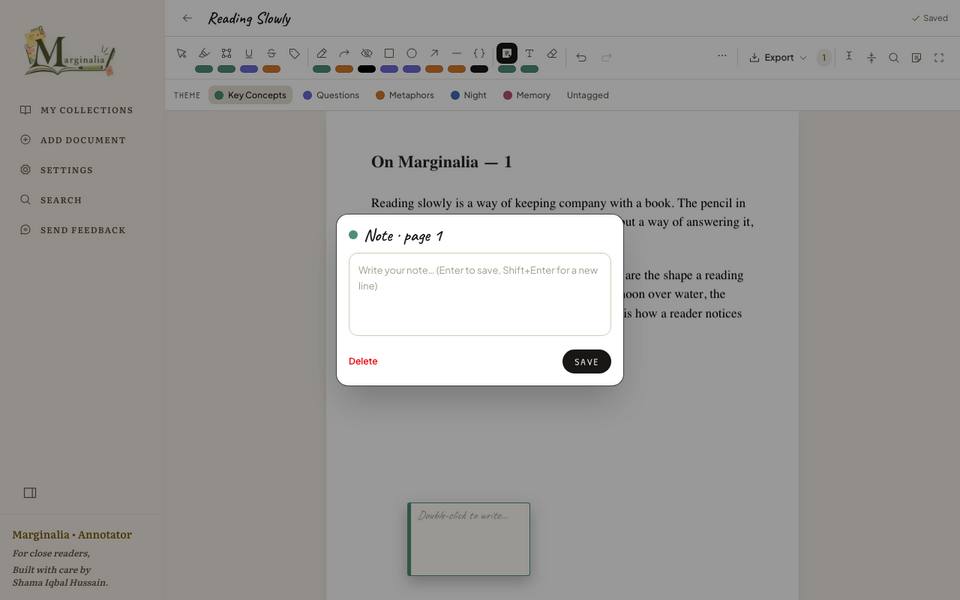 Marginalia
MY COLLECTIONS
ADD DOCUMENT
SETTINGS
SEARCH
SEND FEEDBACK
Marginalia • Annotator
For close readers,
Built with care by
Shama Iqbal Hussain.
Reading Slowly
Saved
Export
1
THEME
Key Concepts
Questions
Metaphors
Night
Memory
Untagged
On Marginalia — 1
Reading slowly is a way of keeping company with a book. The pencil in
out a way of answering it,
are the shape a reading
oon over water, the
is how a reader notices
Note · page 1
Write your note… (Enter to save, Shift+Enter for a new
line)
Delete
SAVE
Double-click to write…